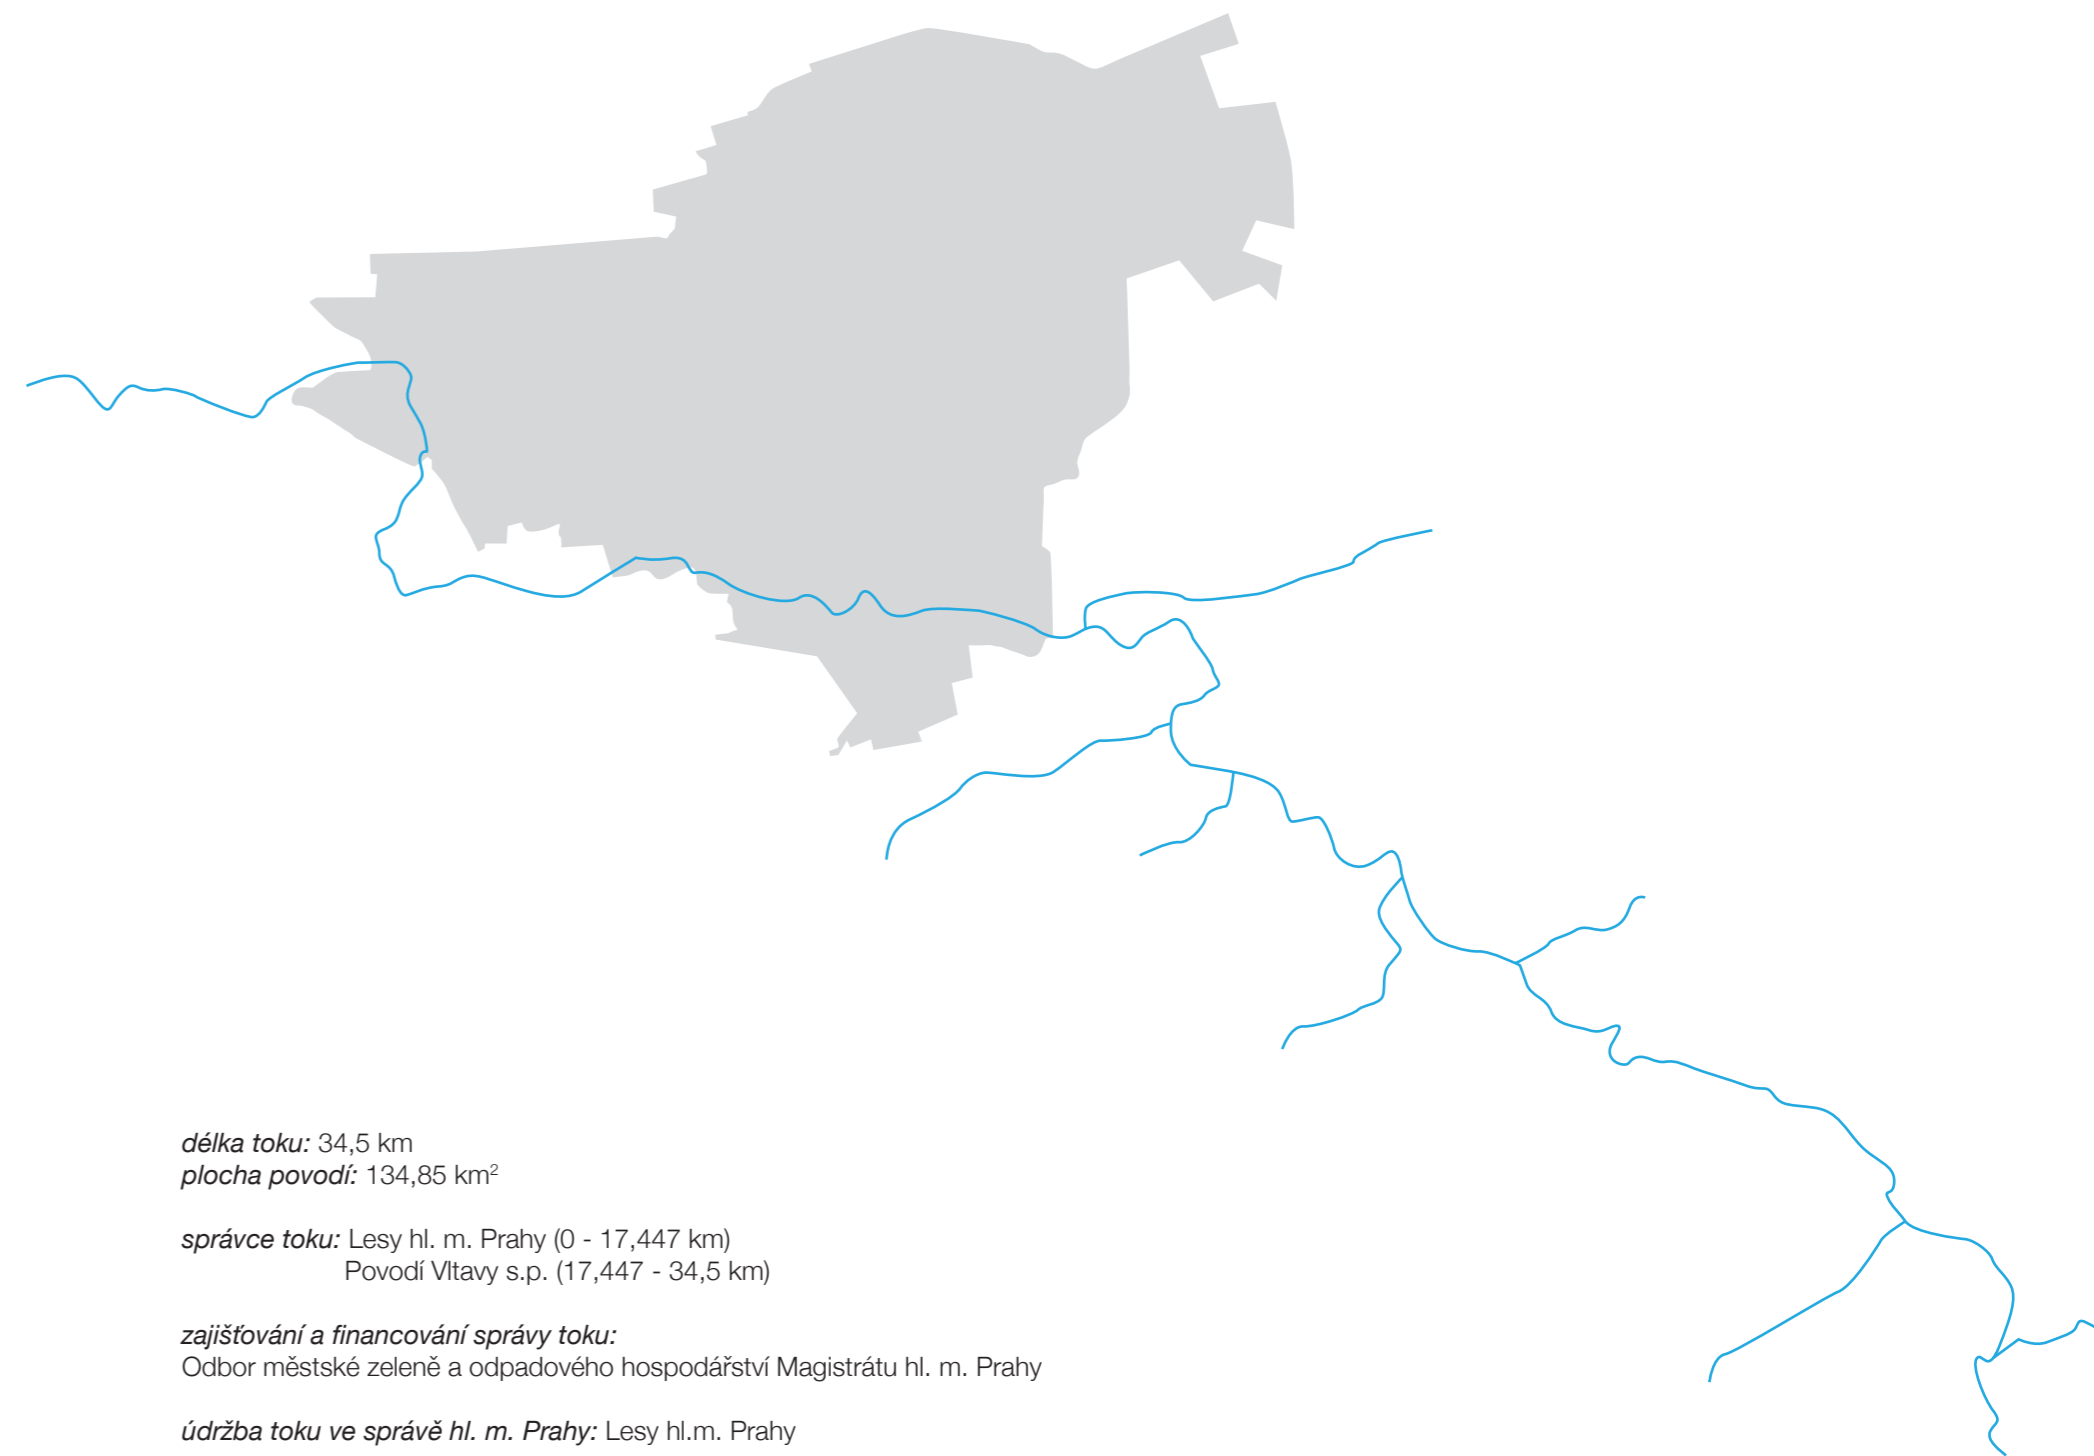 délka toku: 34,5 km
plocha povodí: 134,85 km²
správce toku: Lesy hl. m. Prahy (0 - 17,447 km)
Povodí Vltavy s.p. (17,447 - 34,5 km)
zajišťování a financování správy toku:
Odbor městské zeleně a odpadového hospodářství Magistrátu hl. m. Prahy
údržba toku ve správě hl. m. Prahy: Lesy hl.m. Prahy